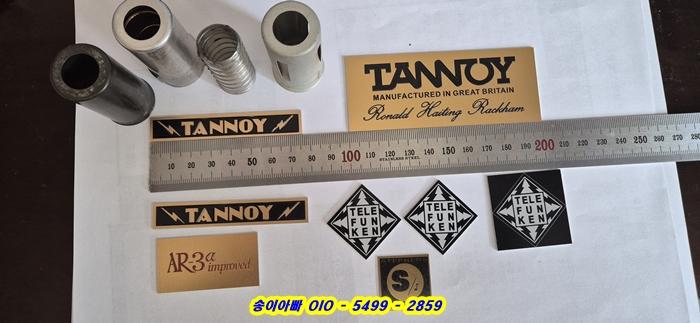 TANNOY
MANUFACTURED IN GREAT BRITAIN
Ronald Haiting Rackham
TANNOY
10 20 30 40 50 60 70 80 90 100 110 120 130 140 150 160 170 180 190 200 210 220 230 240 250 260 270 280
STAINLESS STEEL
TANNOY
TELE
FUN
KEN
TELE
FUN
KEN
TELE
FUN
KEN
AR-3a improved
S
송이아빠 010 - 5499 - 2859